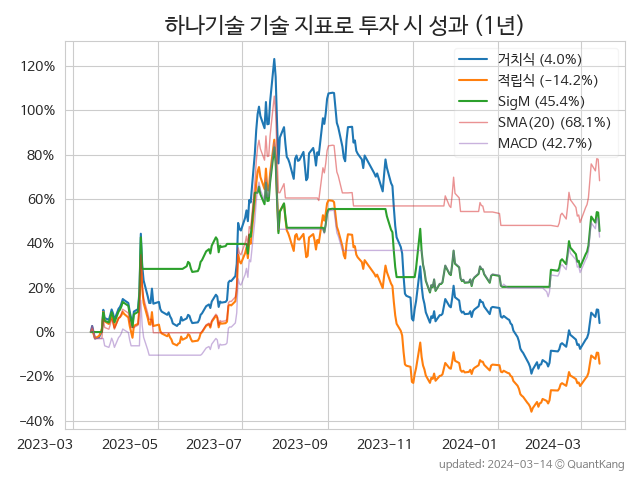 하나기술 기술 지표로 투자 시 성과 (1년)
거치식 (4.0%)
적립식 (−14.2%)
SigM (45.4%)
SMA(20) (68.1%)
MACD (42.7%)
120%
100%
80%
60%
40%
20%
0%
−20%
−40%
2023-03 2023-05 2023-07 2023-09 2023-11 2024-01 2024-03
updated: 2024-03-14 © QuantKang